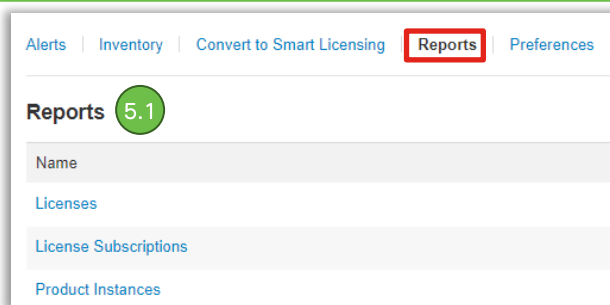 Alerts Inventory Convert to Smart Licensing Reports Preferences
Reports 5.1
Name
Licenses
License Subscriptions
Product Instances